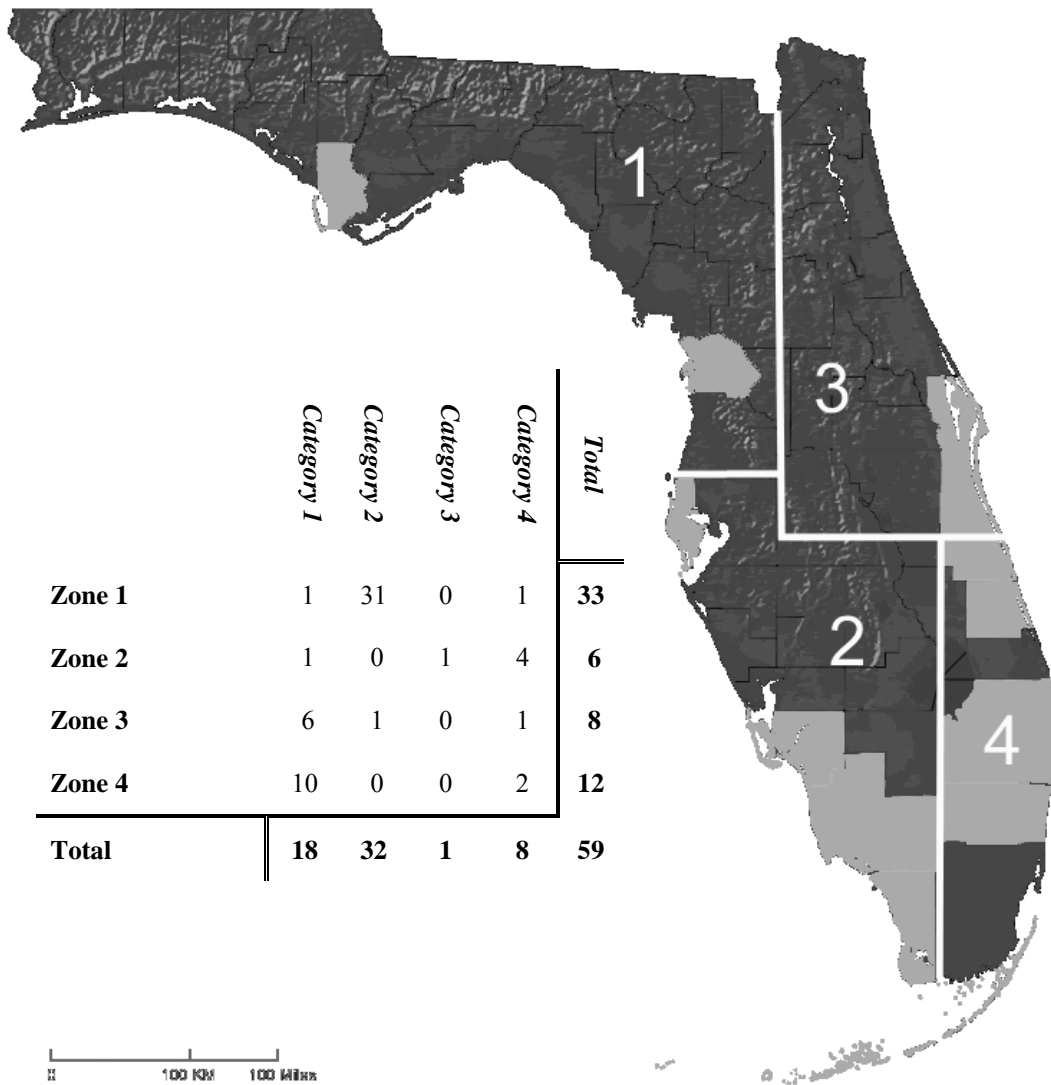 1
3
Category 1 Category 2 Category 3 Category 4 Total
Zone 1 1 31 0 1 33
Zone 2 1 0 1 4 6
2
Zone 3 6 1 0 1 8
4
Zone 4 10 0 0 2 12
Total 18 32 1 8 59
0 100 KM 100 Miles